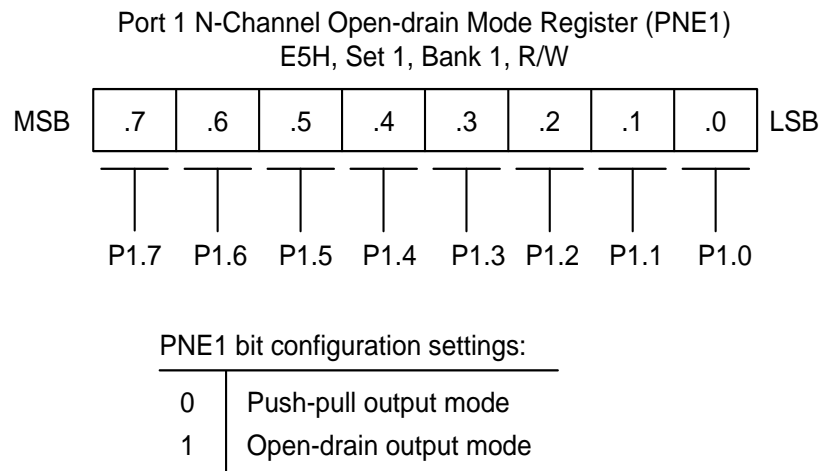 Port 1 N-Channel Open-drain Mode Register (PNE1)
E5H, Set 1, Bank 1, R/W
MSB .7 .6 .5 .4 .3 .2 .1 .0 LSB
P1.7 P1.6 P1.5 P1.4 P1.3 P1.2 P1.1 P1.0
PNE1 bit configuration settings:
0 Push-pull output mode
1 Open-drain output mode